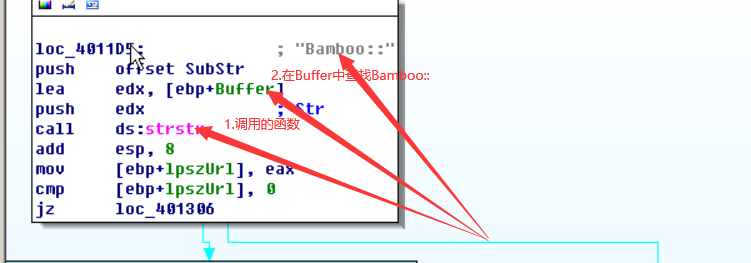 loc_4011D5: ; "Bamboo::"
push offset SubStr
2.在Buffer中查找Bamboo::
lea edx, [ebp+Buffer]
push edx ; Str
1.调用的函数
call ds:strstr
add esp, 8
mov [ebp+lpszUrl], eax
cmp [ebp+lpszUrl], 0
jz loc_401306